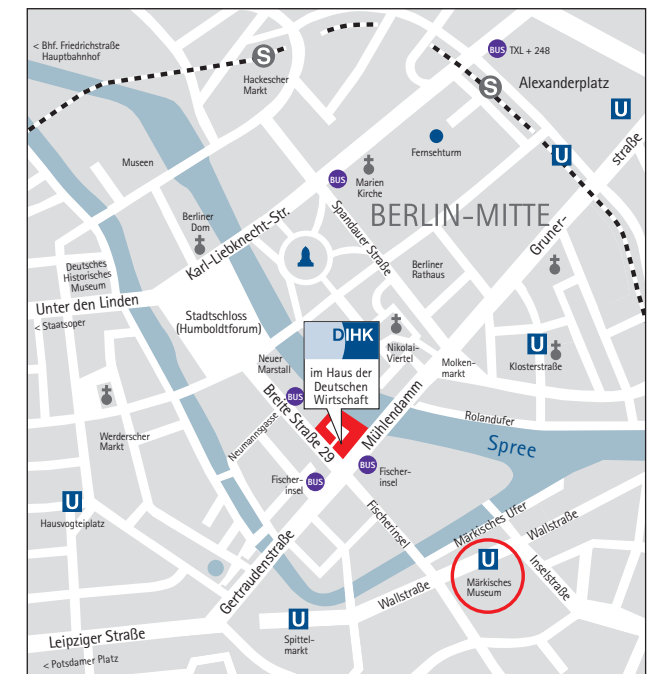 < Bhf. Friedrichstraße
Hauptbahnhof
S
Hackescher
Markt
BUS TXL + 248
S
Alexanderplatz
U
U
straße
Fernsehturm
Museen
BUS
Marien
Kirche
BERLIN-MITTE
Berliner
Dom
Karl-Liebknecht-Str.
Spandauer Straße
Gruner-
Deutsches
Historisches
Museum
Berliner
Rathaus
Unter den Linden
< Staatsoper
Stadtschloss
(Humboldtforum)
DIHK
im Haus der
Deutschen
Wirtschaft
Nikolai-
Viertel
Molken-
markt
U
Klosterstraße
Neuer
Marstall
BUS
Breite Straße 29
Mühlendamm
Rolandufer
Neumannsgasse
Werderscher
Markt
Spree
Fischer-
insel
BUS
BUS
Fischer-
insel
U
Hausvogteiplatz
Fischerinsel
Märkisches Ufer
Wallstraße
Gertraudenstraße
U
Märkisches
Museum
Inselstraße
Wallstraße
U
Spittel-
markt
Leipziger Straße
< Potsdamer Platz